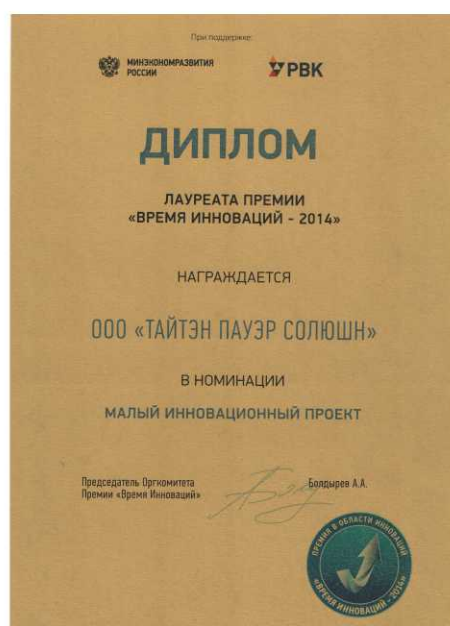 При поддержке:
МИНЭКОНОМРАЗВИТИЯ
РОССИИ
РВК
ДИПЛОМ
ЛАУРЕАТА ПРЕМИИ
«ВРЕМЯ ИННОВАЦИЙ - 2014»
НАГРАЖДАЕТСЯ
ООО «ТАЙТЭН ПАУЭР СОЛЮШН»
В НОМИНАЦИИ
МАЛЫЙ ИННОВАЦИОННЫЙ ПРОЕКТ
Председатель Оргкомитета
Премии «Время Инноваций»
Болдырев А.А.
ПРЕМИЯ В ОБЛАСТИ ИННОВАЦИЙ
«ВРЕМЯ ИННОВАЦИЙ - 2014»